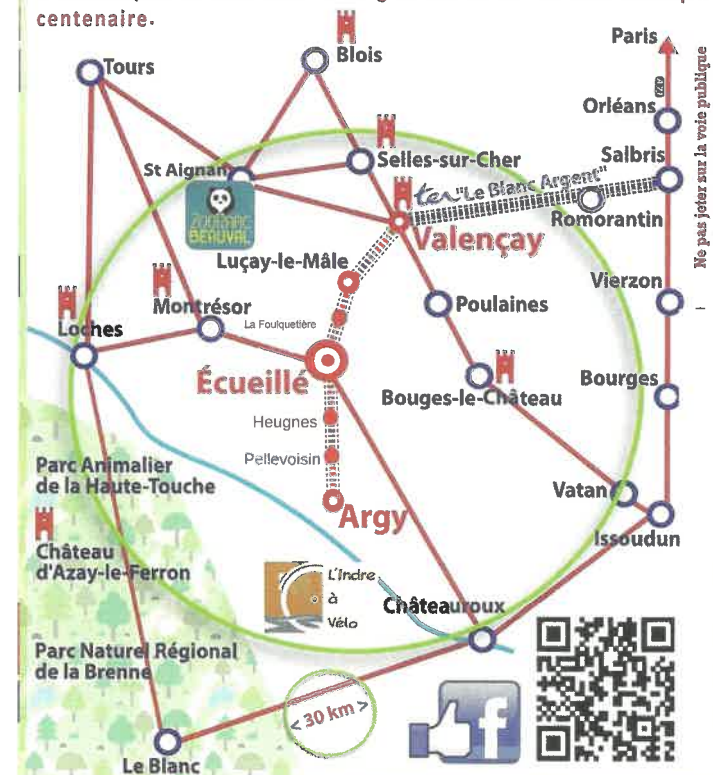 centenaire.
Paris
Blois
Tours
Orléans
St Aignan
Selles-sur-Cher
Salbris
ZOOPARC
BEAUVAL
ter "Le Blanc Argent"
Romorantin
Valençay
Luçay-le-Mâle
Montrésor
La Foulquetière
Poulaines
Vierzon
Loches
Écueillé
Bouges-le-Château
Bourges
Heugnes
Pellevoisin
Parc Animalier
de la Haute-Touche
Argy
Vatan
Issoudun
Château
d'Azay-le-Ferron
L'Indre
à
Vélo
Châteauroux
Parc Naturel Régional
de la Brenne
< 30 km >
Le Blanc
f
Ne pas jeter sur la voie publique